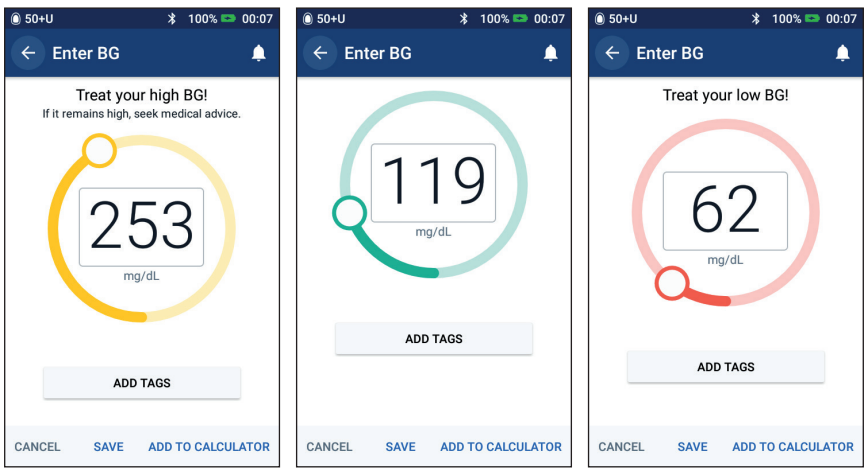 50+U 100% 00:07
Enter BG
Treat your high BG!
If it remains high, seek medical advice.
253
mg/dL
ADD TAGS
CANCEL SAVE ADD TO CALCULATOR
50+U 100% 00:07
Enter BG
119
mg/dL
ADD TAGS
CANCEL SAVE ADD TO CALCULATOR
50+U 100% 00:07
Enter BG
Treat your low BG!
62
mg/dL
ADD TAGS
CANCEL SAVE ADD TO CALCULATOR